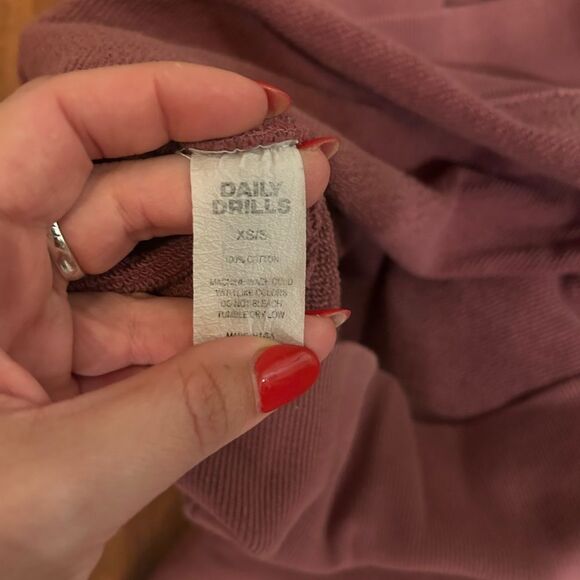 DAILY
DRILLS
XS/S
100% COTTON
MACHINE WASH COLD
WITH LIKE COLORS
DO NOT BLEACH
TUMBLE DRY LOW
MADE IN